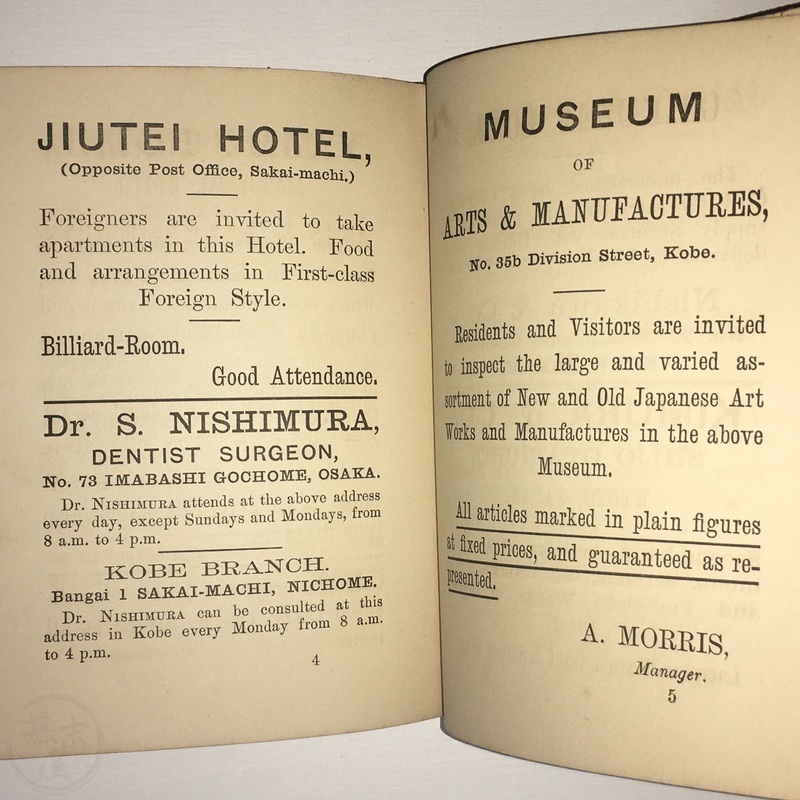 JIUTEI HOTEL,
(Opposite Post Office, Sakai-machi.)
Foreigners are invited to take
apartments in this Hotel. Food
and arrangements in First-class
Foreign Style.
Billiard-Room.
Good Attendance.
Dr. S. NISHIMURA,
DENTIST SURGEON,
No. 73 IMABASHI GOCHOME, OSAKA.
Dr. NISHIMURA attends at the above address
every day, except Sundays and Mondays, from
8 a.m. to 4 p.m.
KOBE BRANCH.
Bangai 1 SAKAI-MACHI, NICHOME.
Dr. NISHIMURA can be consulted at this
address in Kobe every Monday from 8 a.m.
to 4 p.m.
4
MUSEUM
OF
ARTS & MANUFACTURES,
No. 35b Division Street, Kobe.
Residents and Visitors are invited
to inspect the large and varied as-
sortment of New and Old Japanese Art
Works and Manufactures in the above
Museum.
All articles marked in plain figures
at fixed prices, and guaranteed as re-
presented.
A. MORRIS,
Manager.
5